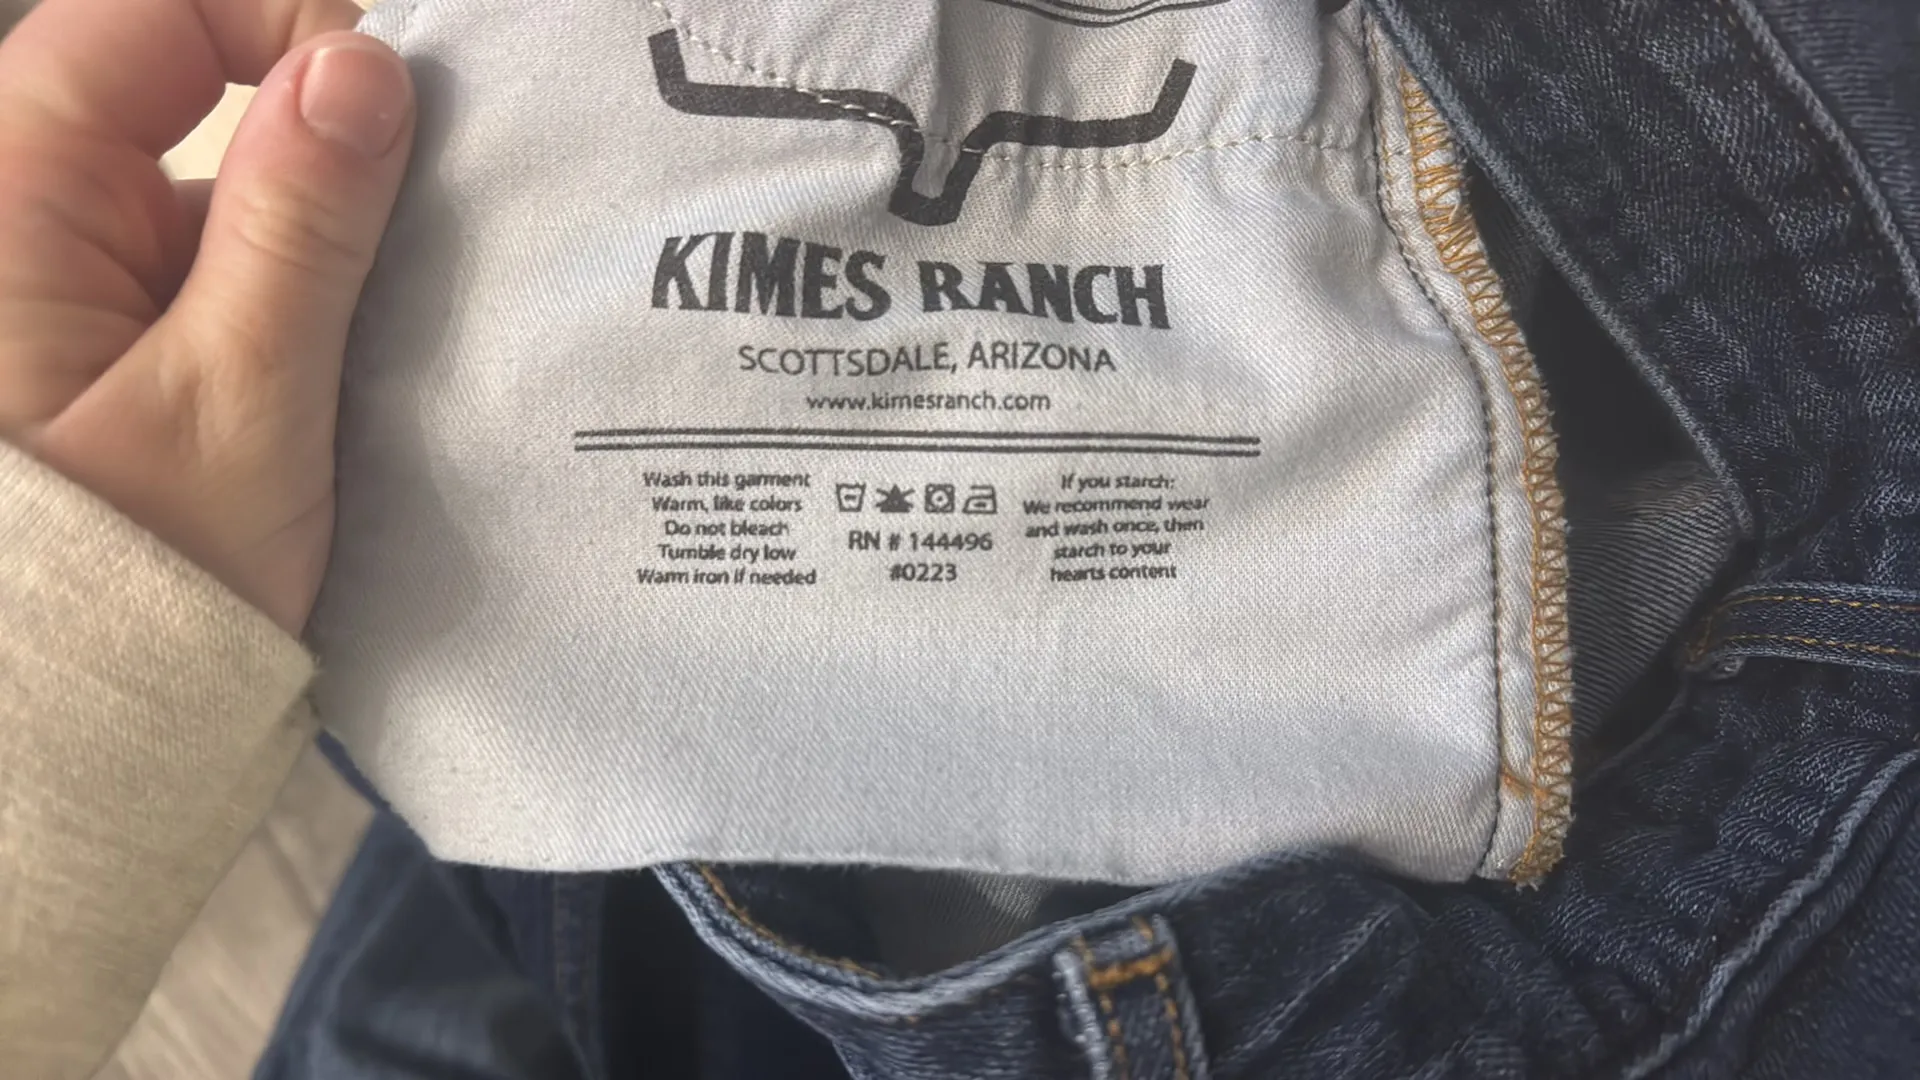 KIMES RANCH
SCOTTSDALE, ARIZONA
www.kimesranch.com
Wash this garment
Warm, like colors
Do not bleach
Tumble dry low
Warm iron if needed
RN # 144496
#0223
If you starch:
We recommend wear
and wash once, then
starch to your
hearts content